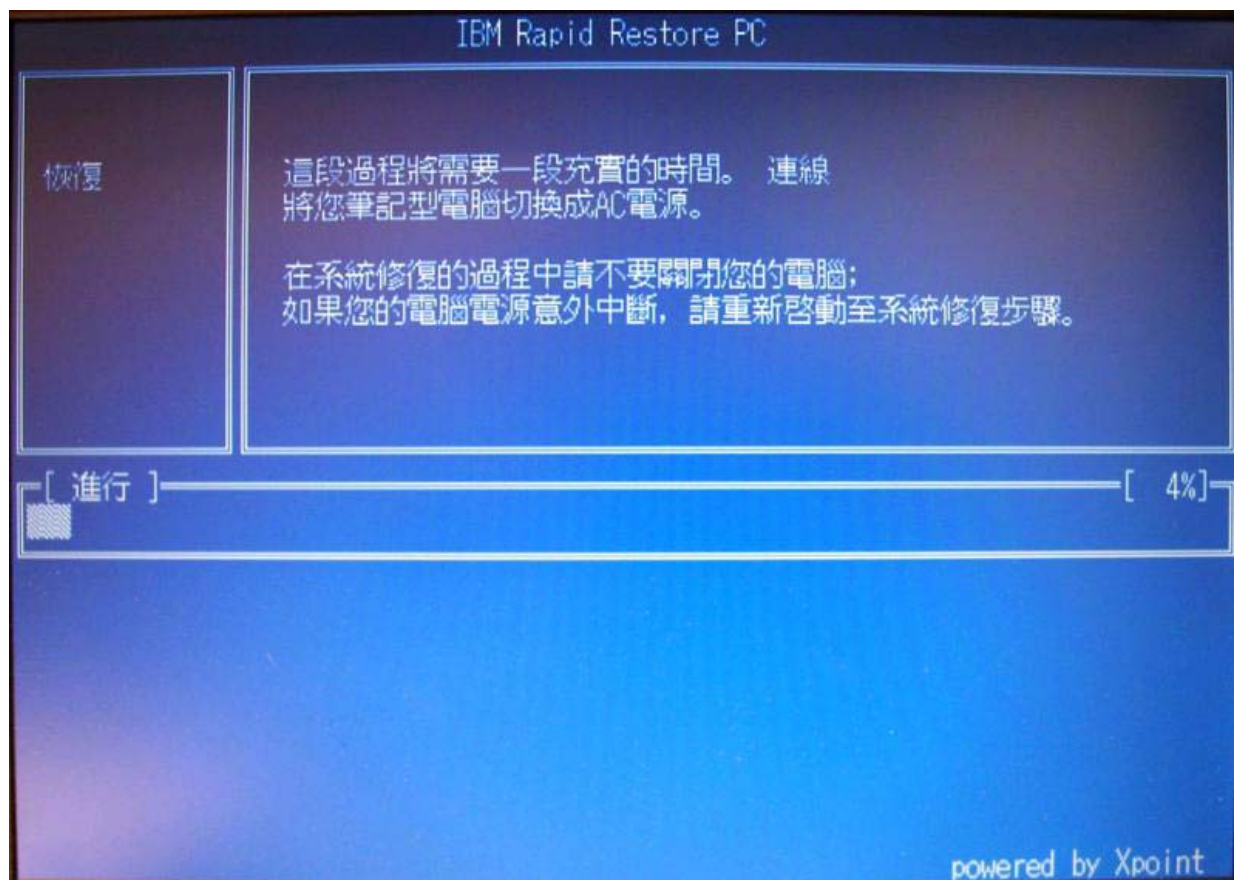 IBM Rapid Restore PC
恢復
這段過程將需要一段充實的時間。 連線
將您筆記型電腦切換成AC電源。
在系統修復的過程中請不要關閉您的電腦;
如果您的電腦電源意外中斷, 請重新啓動至系統修復步驟。
[ 進行 ]
[ 4%]
powered by Xpoint